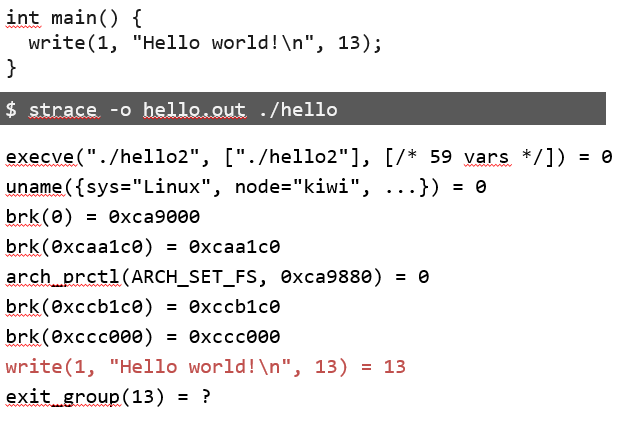 int main() {
  write(1, "Hello world!\n", 13);
}
$ strace -o hello.out ./hello
execve("./hello2", ["./hello2"], [/* 59 vars */]) = 0
uname({sys="Linux", node="kiwi", ...}) = 0
brk(0) = 0xca9000
brk(0xcaa1c0) = 0xcaa1c0
arch_prctl(ARCH_SET_FS, 0xca9880) = 0
brk(0xccb1c0) = 0xccb1c0
brk(0xccc000) = 0xccc000
write(1, "Hello world!\n", 13) = 13
exit_group(13) = ?